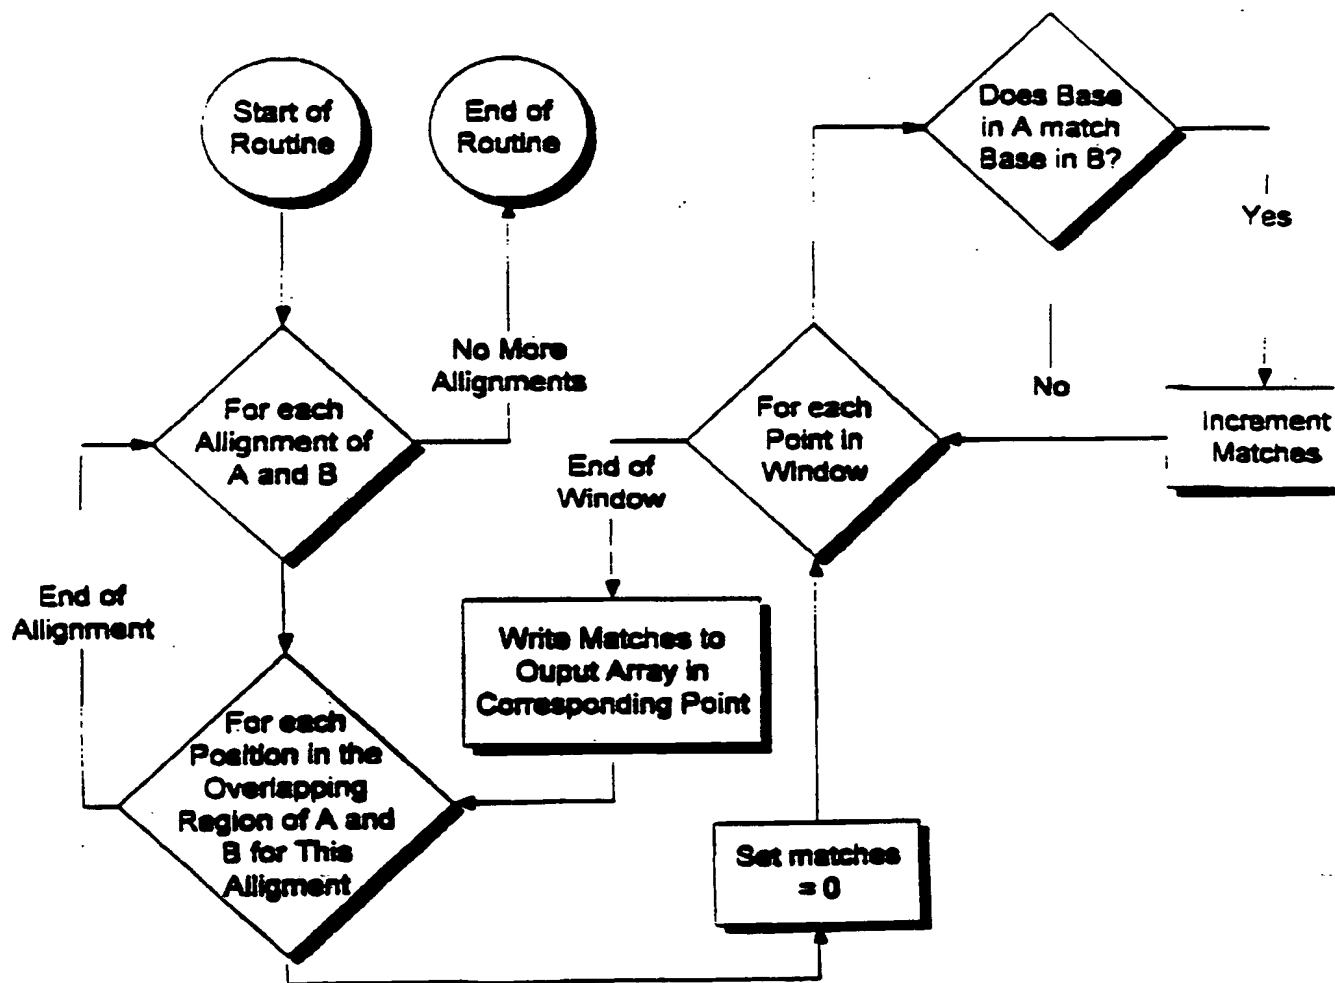 Start of
Routine
End of
Routine
Does Base
in A match
Base in B?
Yes
No More
Allignments
No
For each
Allignment of
A and B
For each
Point in
Window
Increment
Matches
End of
Window
End of
Allignment
Write Matches to
Ouput Array in
Corresponding Point
For each
Position in the
Overlapping
Region of A and
B for This
Alligment
Set matches
= 0